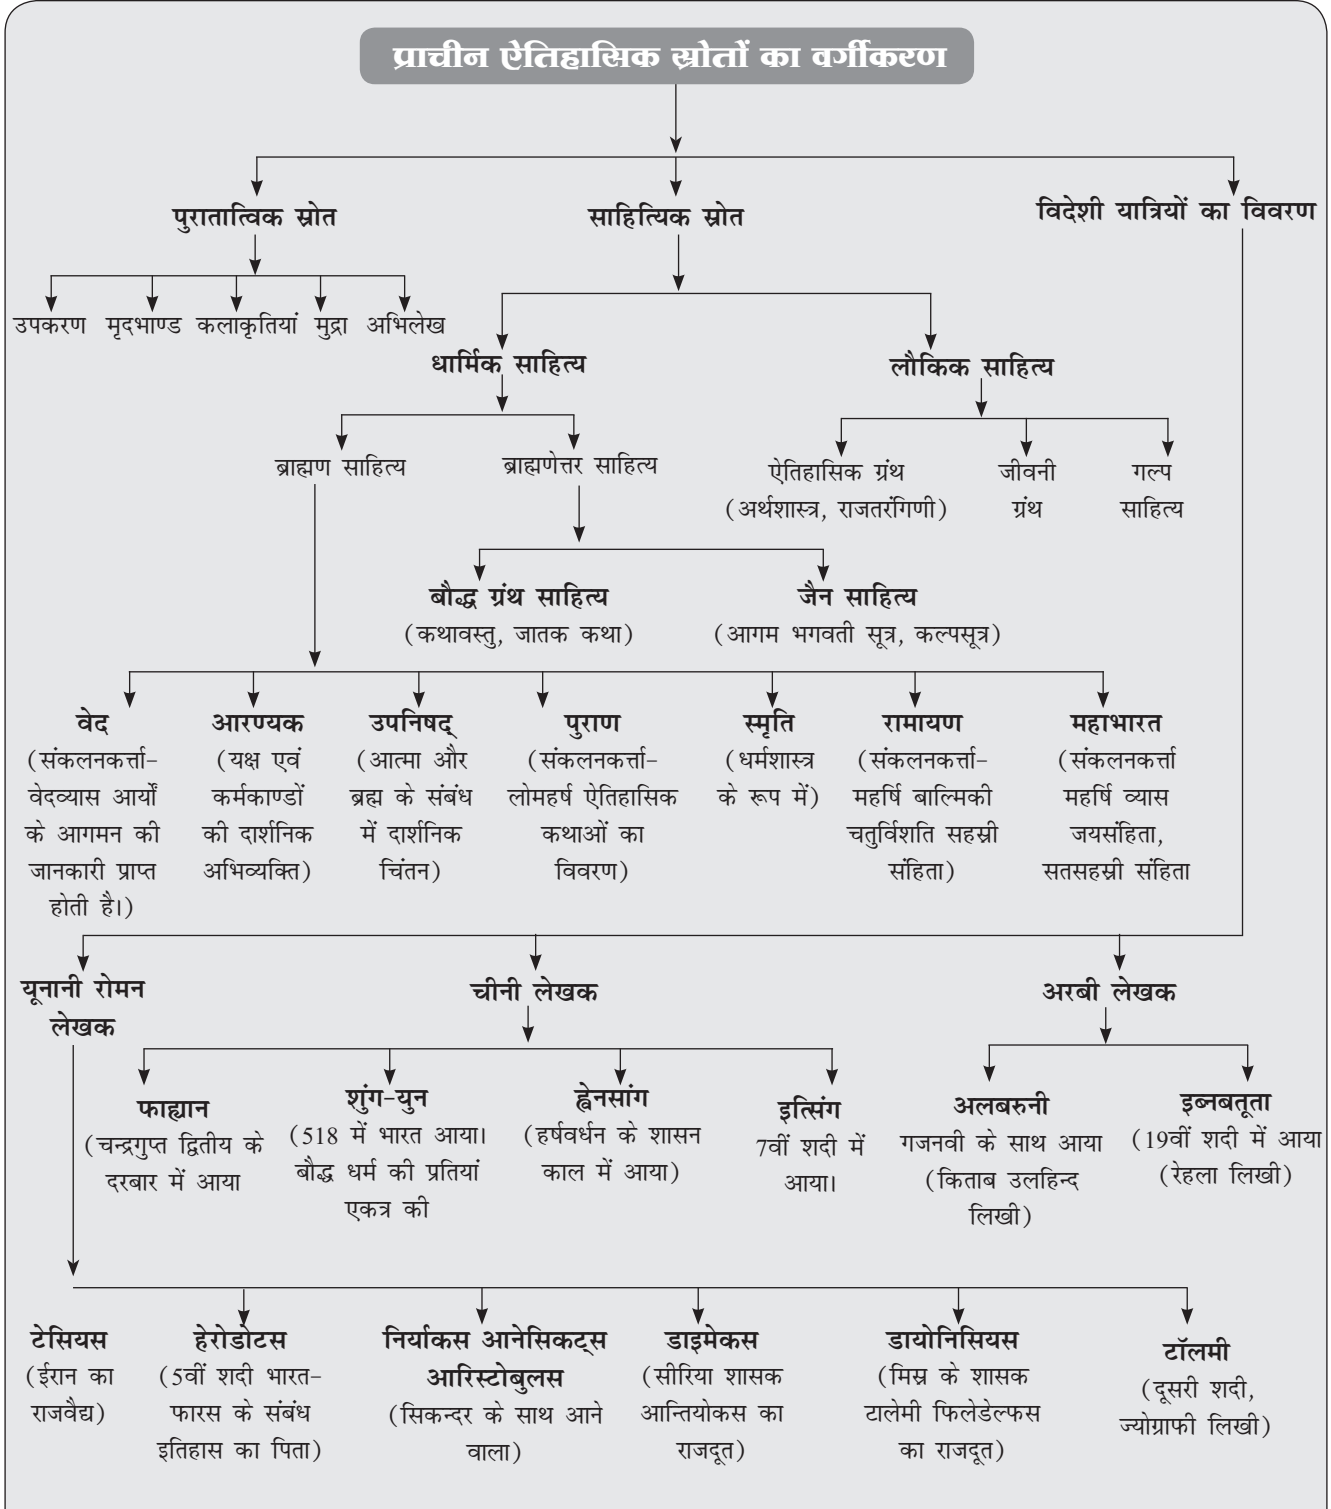 प्राचीन ऐतिहासिक स्रोतों का वर्गीकरण
पुरातात्विक स्रोत
साहित्यिक स्रोत
विदेशी यात्रियों का विवरण
उपकरण
मृदभाण्ड
कलाकृतियां
मुद्रा
अभिलेख
धार्मिक साहित्य
लौकिक साहित्य
ब्राह्मण साहित्य
ब्राह्मणेत्तर साहित्य
ऐतिहासिक ग्रंथ
(अर्थशास्त्र, राजतरंगिणी)
जीवनी
ग्रंथ
गल्प
साहित्य
बौद्ध ग्रंथ साहित्य
(कथावस्तु, जातक कथा)
जैन साहित्य
(आगम भगवती सूत्र, कल्पसूत्र)
वेद
(संकलनकर्त्ता-
वेदव्यास आर्यों
के आगमन की
जानकारी प्राप्त
होती है।)
आरण्यक
(यक्ष एवं
कर्मकाण्डों
की दार्शनिक
अभिव्यक्ति)
उपनिषद्
(आत्मा और
ब्रह्म के संबंध
में दार्शनिक
चिंतन)
पुराण
(संकलनकर्त्ता-
लोमहर्ष ऐतिहासिक
कथाओं का
विवरण)
स्मृति
(धर्मशास्त्र
के रूप में)
रामायण
(संकलनकर्त्ता-
महर्षि बाल्मिकी
चतुर्विशति सहस्री
संहिता)
महाभारत
(संकलनकर्त्ता
महर्षि व्यास
जयसंहिता,
सतसहस्री संहिता
यूनानी रोमन
लेखक
चीनी लेखक
अरबी लेखक
फाह्यान
(चन्द्रगुप्त द्वितीय के
दरबार में आया
शुंग-युन
(518 में भारत आया।
बौद्ध धर्म की प्रतियां
एकत्र की
ह्वेनसांग
(हर्षवर्धन के शासन
काल में आया)
इत्सिंग
7वीं शदी में
आया।
अलबरुनी
गजनवी के साथ आया
(किताब उलहिन्द
लिखी)
इब्नबतूता
(19वीं शदी में आया
(रेहला लिखी)
टेसियस
(ईरान का
राजवैद्य)
हेरोडोटस
(5वीं शदी भारत-
फारस के संबंध
इतिहास का पिता)
निर्याकस आनेसिकट्स
आरिस्टोबुलस
(सिकन्दर के साथ आने
वाला)
डाइमेकस
(सीरिया शासक
आन्तियोकस का
राजदूत)
डायोनिसियस
(मिस्र के शासक
टालेमी फिलेडेल्फस
का राजदूत)
टॉलमी
(दूसरी शदी,
ज्योग्राफी लिखी)